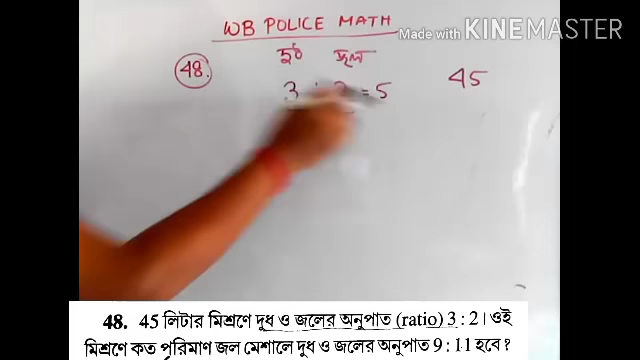 WB POLICE MATH
Made with KINEMASTER
48.
দুধ জল
3 : 2 = 5
45
48. 45 লিটার মিশ্রণে দুধ ও জলের অনুপাত (ratio) 3 : 2। ওই
মিশ্রণে কত পরিমাণ জল মেশালে দুধ ও জলের অনুপাত 9 : 11 হবে ?